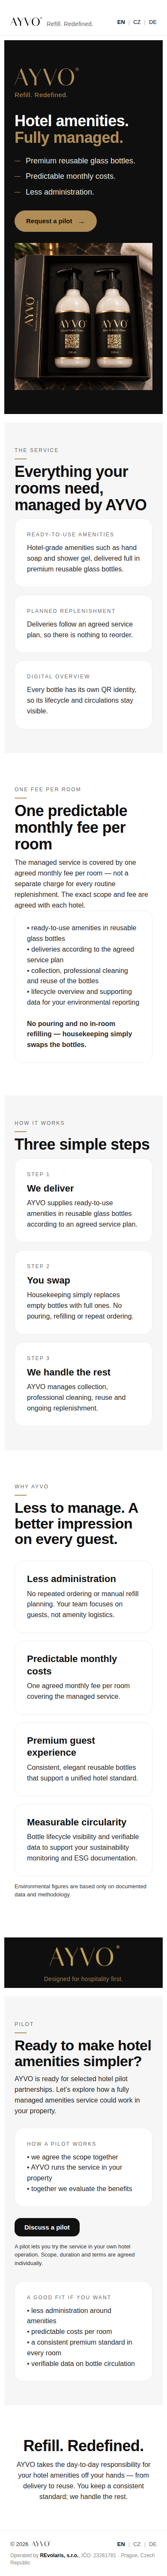 AYVO Refill. Redefined. EN | CZ | DE
AYVO
Refill. Redefined.
Hotel amenities.
Fully managed.
— Premium reusable glass bottles.
— Predictable monthly costs.
— Less administration.
Request a pilot →
AYVO
AYVO AYVO
THE SERVICE
Everything your
rooms need,
managed by AYVO
READY-TO-USE AMENITIES
Hotel-grade amenities such as hand
soap and shower gel, delivered full in
premium reusable glass bottles.
PLANNED REPLENISHMENT
Deliveries follow an agreed service
plan, so there is nothing to reorder.
DIGITAL OVERVIEW
Every bottle has its own QR identity,
so its lifecycle and circulations stay
visible.
ONE FEE PER ROOM
One predictable
monthly fee per
room
The managed service is covered by one
agreed monthly fee per room — not a
separate charge for every routine
replenishment. The exact scope and fee are
agreed with each hotel.
• ready-to-use amenities in reusable
glass bottles
• deliveries according to the agreed
service plan
• collection, professional cleaning
and reuse of the bottles
• lifecycle overview and supporting
data for your environmental reporting
No pouring and no in-room
refilling — housekeeping simply
swaps the bottles.
HOW IT WORKS
Three simple steps
STEP 1
We deliver
AYVO supplies ready-to-use
amenities in reusable glass bottles
according to an agreed service plan.
STEP 2
You swap
Housekeeping simply replaces
empty bottles with full ones. No
pouring, refilling or repeat ordering.
STEP 3
We handle the rest
AYVO manages collection,
professional cleaning, reuse and
ongoing replenishment.
WHY AYVO
Less to manage. A
better impression
on every guest.
Less administration
No repeated ordering or manual refill
planning. Your team focuses on
guests, not amenity logistics.
Predictable monthly
costs
One agreed monthly fee per room
covering the managed service.
Premium guest
experience
Consistent, elegant reusable bottles
that support a unified hotel standard.
Measurable circularity
Bottle lifecycle visibility and verifiable
data to support your sustainability
monitoring and ESG documentation.
Environmental figures are based only on documented
data and methodology.
AYVO
Designed for hospitality first.
PILOT
Ready to make hotel
amenities simpler?
AYVO is ready for selected hotel pilot
partnerships. Let's explore how a fully
managed amenities service could work in
your property.
HOW A PILOT WORKS
• we agree the scope together
• AYVO runs the service in your
property
• together we evaluate the benefits
Discuss a pilot
A pilot lets you try the service in your own hotel
operation. Scope, duration and terms are agreed
individually.
A GOOD FIT IF YOU WANT
• less administration around
amenities
• predictable costs per room
• a consistent premium standard in
every room
• verifiable data on bottle circulation
Refill. Redefined.
AYVO takes the day-to-day responsibility for
your hotel amenities off your hands — from
delivery to reuse. You keep a consistent
standard; we handle the rest.
© 2026 AYVO EN | CZ | DE
Operated by REvolaris, s.r.o., IČO: 23261781 · Prague, Czech
Republic